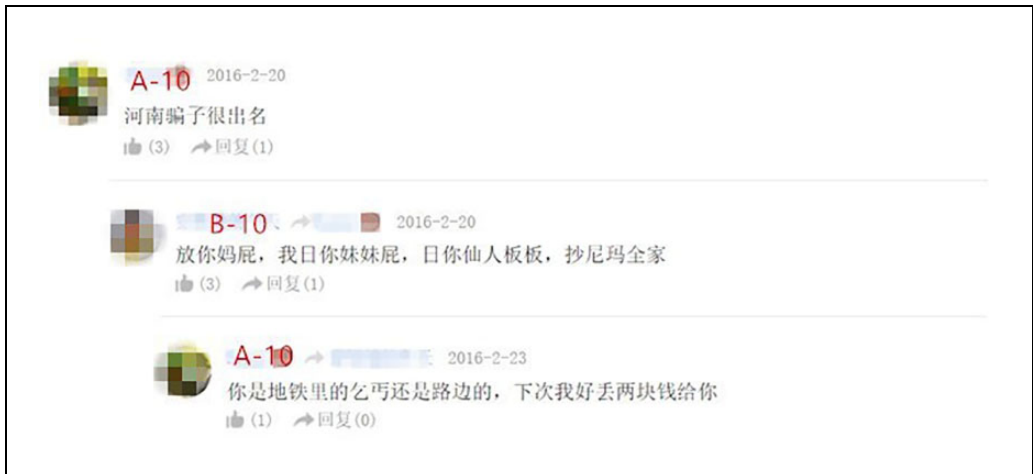 A-10 2016-2-20
河南骗子很出名
(3) 回复(1)
B-10 2016-2-20
放你妈屁，我日你妹妹屁，日你仙人板板，抄尼玛全家
(3) 回复(1)
A-10 2016-2-23
你是地铁里的乞丐还是路边的，下次我好丢两块钱给你
(1) 回复(0)